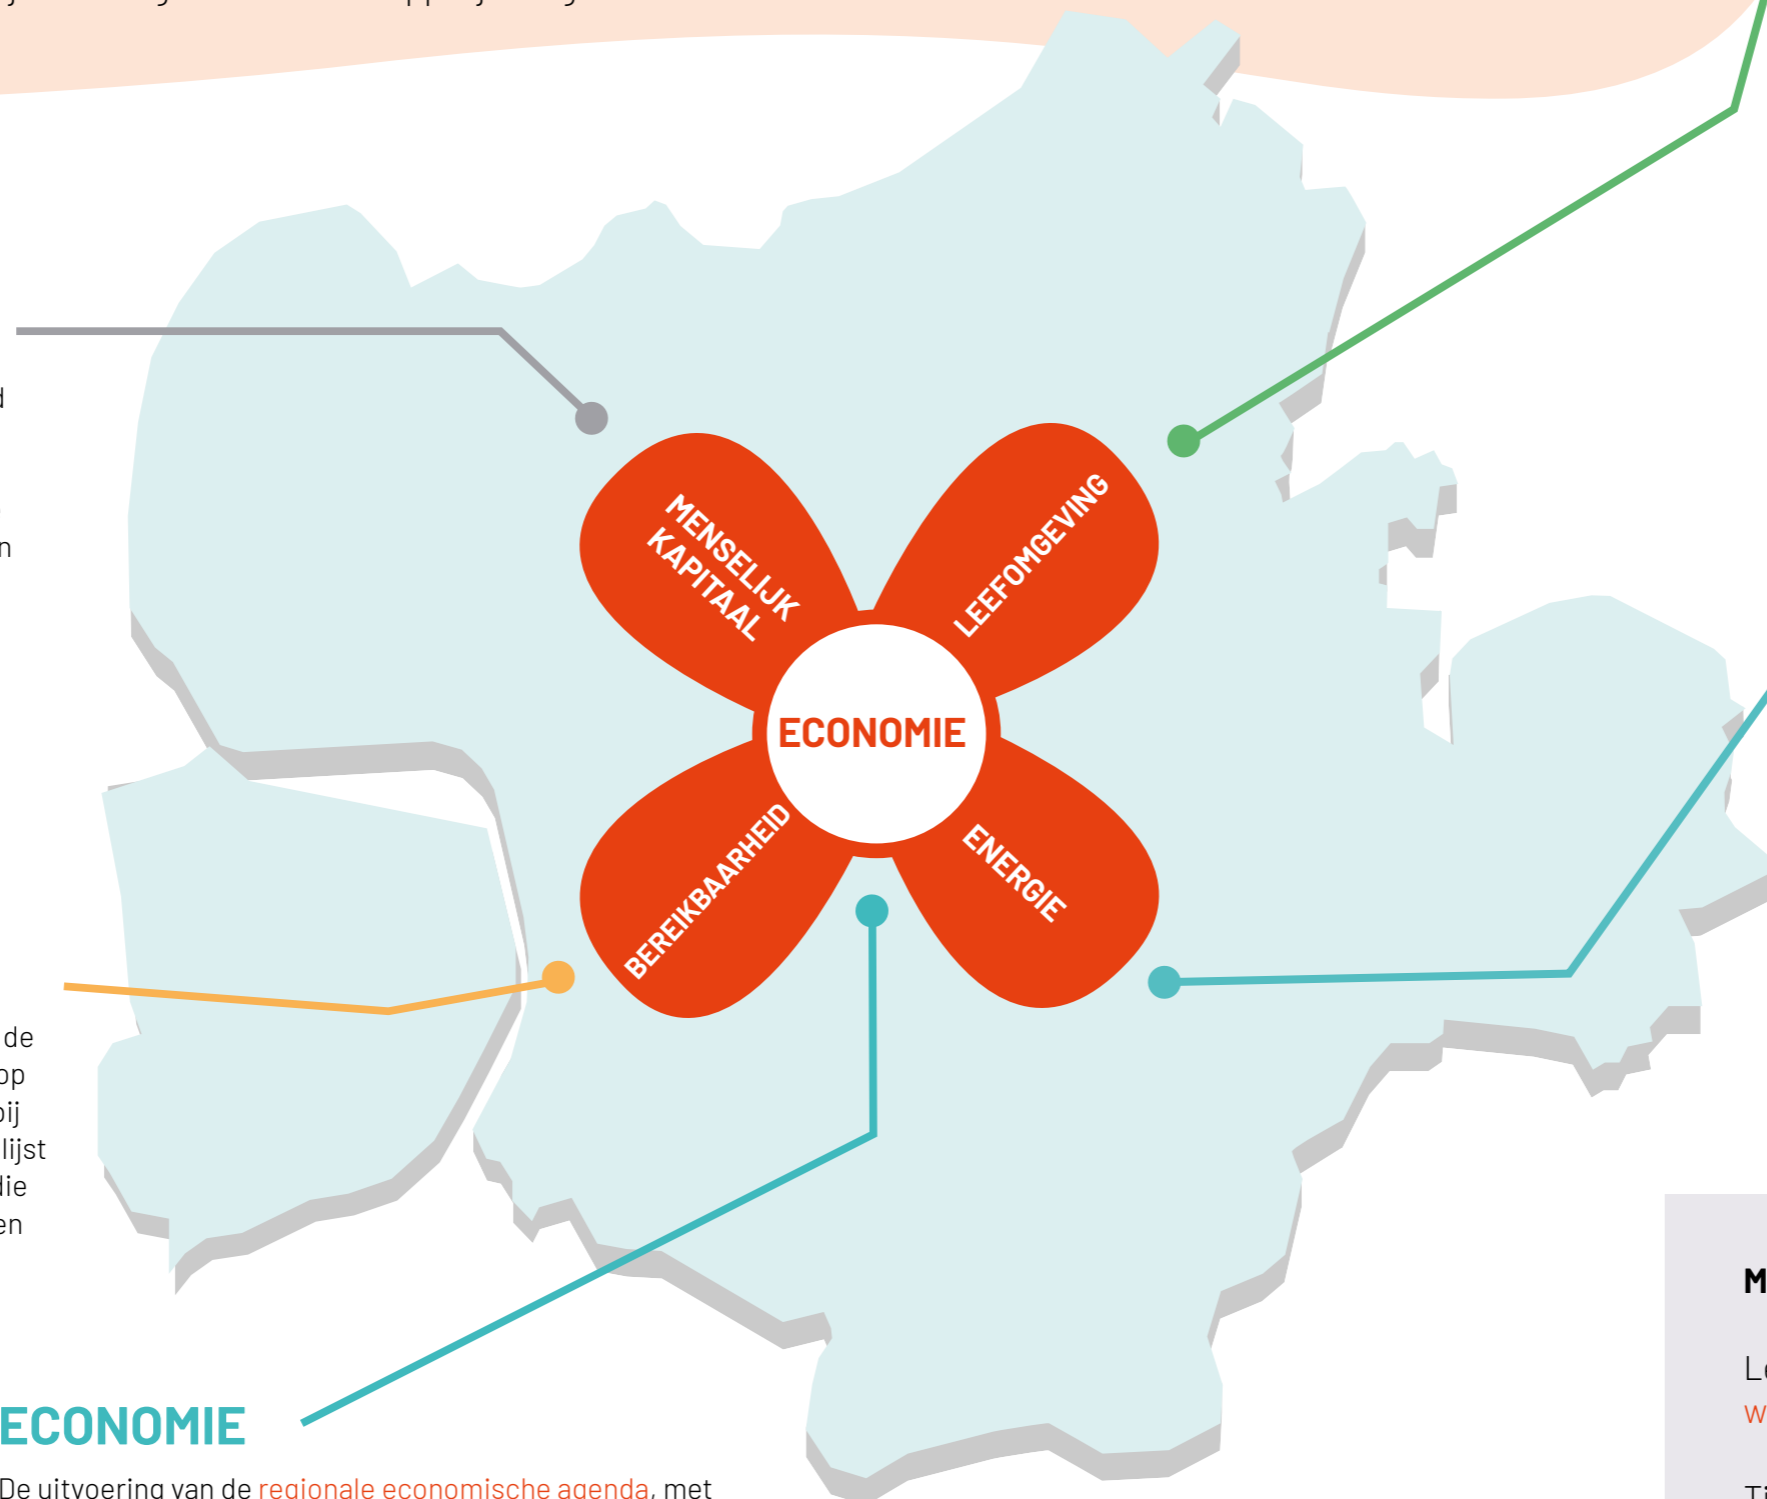 MENSELIJK
KAPITAAL
LEEFOMGEVING
ECONOMIE
BEREIKBAARHEID
ENERGIE
n
de
op
lijst
die
en
ECONOMIE
De uitvoering van de regionale economische agenda, met
M